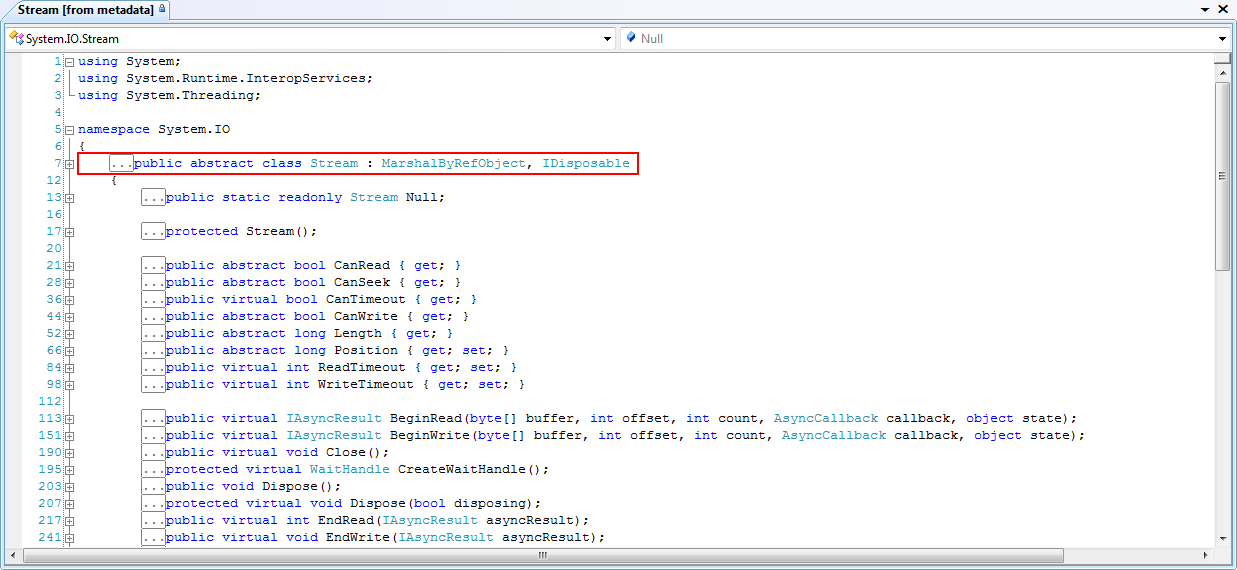 Stream [from metadata]
System.IO.Stream
Null
1 using System;
2 using System.Runtime.InteropServices;
3 using System.Threading;
4
5 namespace System.IO
6 {
7 ...public abstract class Stream : MarshalByRefObject, IDisposable
12 {
13 ...public static readonly Stream Null;
16
17 ...protected Stream();
20
21 ...public abstract bool CanRead { get; }
28 ...public abstract bool CanSeek { get; }
36 ...public virtual bool CanTimeout { get; }
44 ...public abstract bool CanWrite { get; }
52 ...public abstract long Length { get; }
66 ...public abstract long Position { get; set; }
84 ...public virtual int ReadTimeout { get; set; }
98 ...public virtual int WriteTimeout { get; set; }
112
113 ...public virtual IAsyncResult BeginRead(byte[] buffer, int offset, int count, AsyncCallback callback, object state);
151 ...public virtual IAsyncResult BeginWrite(byte[] buffer, int offset, int count, AsyncCallback callback, object state);
190 ...public virtual void Close();
195 ...protected virtual WaitHandle CreateWaitHandle();
203 ...public void Dispose();
207 ...protected virtual void Dispose(bool disposing);
217 ...public virtual int EndRead(IAsyncResult asyncResult);
241 ...public virtual void EndWrite(IAsyncResult asyncResult);